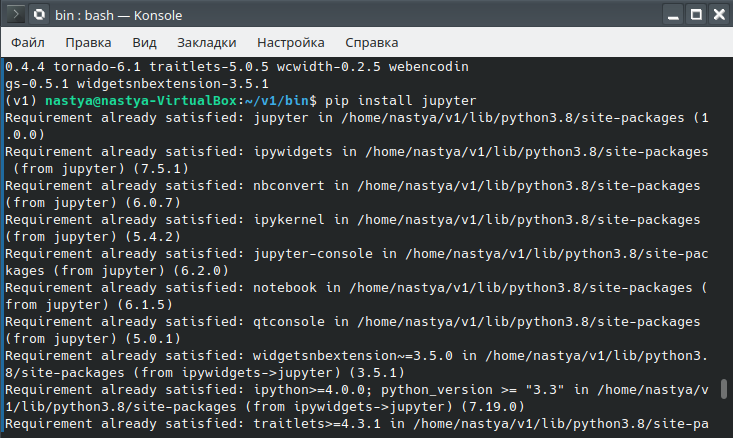 bin : bash — Konsole
Файл Правка Вид Закладки Настройка Справка
0.4.4 tornado-6.1 traitlets-5.0.5 wcwidth-0.2.5 webencodin
gs-0.5.1 widgetsnbextension-3.5.1
(v1) nastya@nastya-VirtualBox:~/v1/bin$ pip install jupyter
Requirement already satisfied: jupyter in /home/nastya/v1/lib/python3.8/site-packages (1
.0.0)
Requirement already satisfied: ipywidgets in /home/nastya/v1/lib/python3.8/site-packages
 (from jupyter) (7.5.1)
Requirement already satisfied: nbconvert in /home/nastya/v1/lib/python3.8/site-packages
(from jupyter) (6.0.7)
Requirement already satisfied: ipykernel in /home/nastya/v1/lib/python3.8/site-packages
(from jupyter) (5.4.2)
Requirement already satisfied: jupyter-console in /home/nastya/v1/lib/python3.8/site-pac
kages (from jupyter) (6.2.0)
Requirement already satisfied: notebook in /home/nastya/v1/lib/python3.8/site-packages (
from jupyter) (6.1.5)
Requirement already satisfied: qtconsole in /home/nastya/v1/lib/python3.8/site-packages
(from jupyter) (5.0.1)
Requirement already satisfied: widgetsnbextension~=3.5.0 in /home/nastya/v1/lib/python3.
8/site-packages (from ipywidgets->jupyter) (3.5.1)
Requirement already satisfied: ipython>=4.0.0; python_version >= "3.3" in /home/nastya/v
1/lib/python3.8/site-packages (from ipywidgets->jupyter) (7.19.0)
Requirement already satisfied: traitlets>=4.3.1 in /home/nastya/v1/lib/python3.8/site-pa